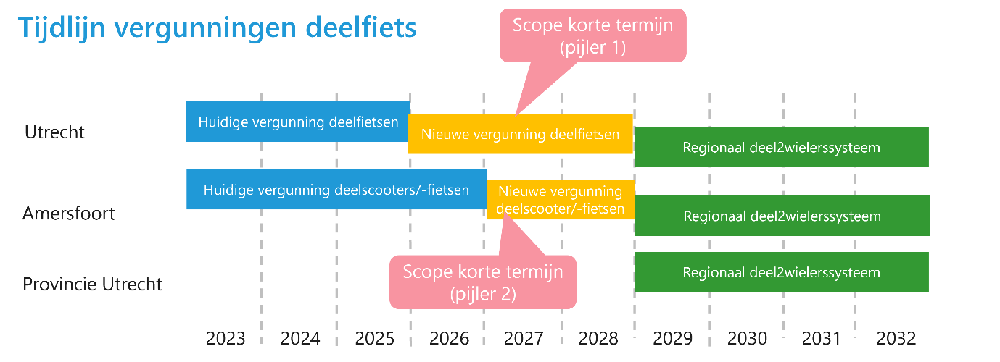 Tijdlijn vergunningen deelfiets
Scope korte termijn
(pijler 1)
Utrecht
Huidige vergunning deelfietsen
Nieuwe vergunning deelfietsen
Regionaal deel2wielerssysteem
Amersfoort
Huidige vergunning deelscooters/-fietsen
Nieuwe vergunning
deelscooter/-fietsen
Regionaal deel2wielerssysteem
Scope korte termijn
(pijler 2)
Provincie Utrecht
Regionaal deel2wielerssysteem
2023 2024 2025 2026 2027 2028 2029 2030 2031 2032